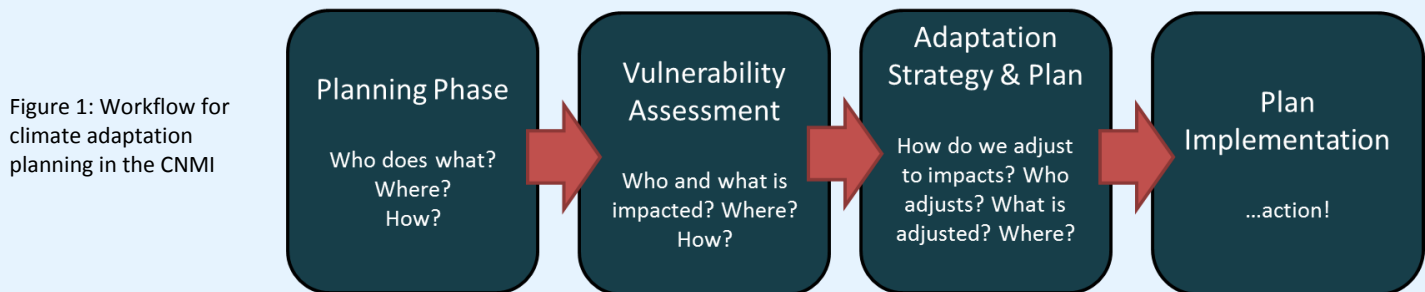 Figure 1: Workflow for
climate adaptation
planning in the CNMI
Planning Phase
Who does what?
Where?
How?
Vulnerability
Assessment
Who and what is
impacted? Where?
How?
Adaptation
Strategy & Plan
How do we adjust
to impacts? Who
adjusts? What is
adjusted? Where?
Plan
Implementation
...action!